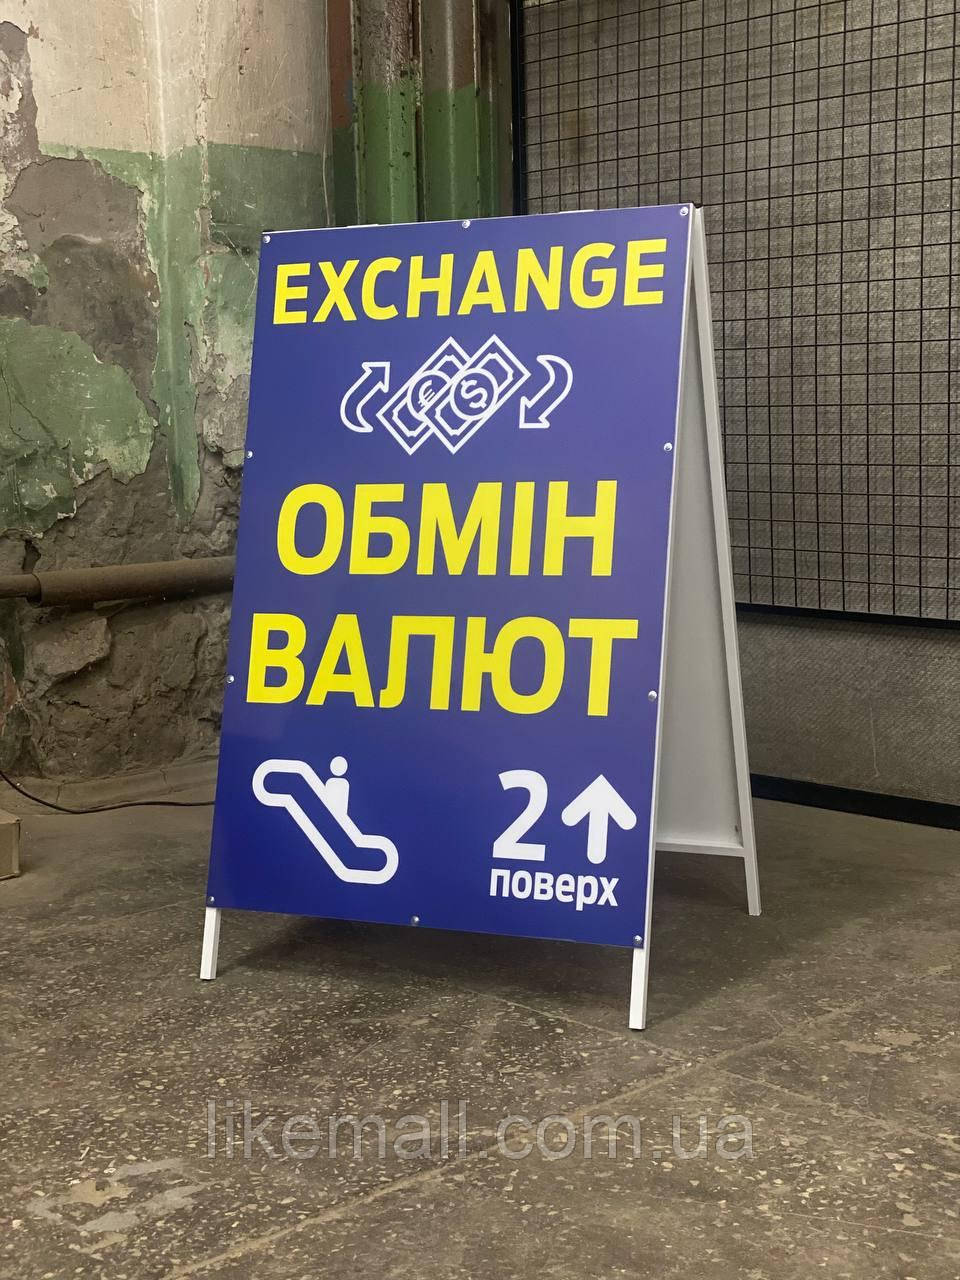 EXCHANGE
€ $
ОБМІН
ВАЛЮТ
2
поверх
likemall.com.ua